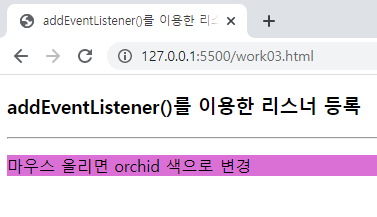 addEventListener()를 이용한 리스
127.0.0.1:5500/work03.html
addEventListener()를 이용한 리스너 등록
마우스 올리면 orchid 색으로 변경